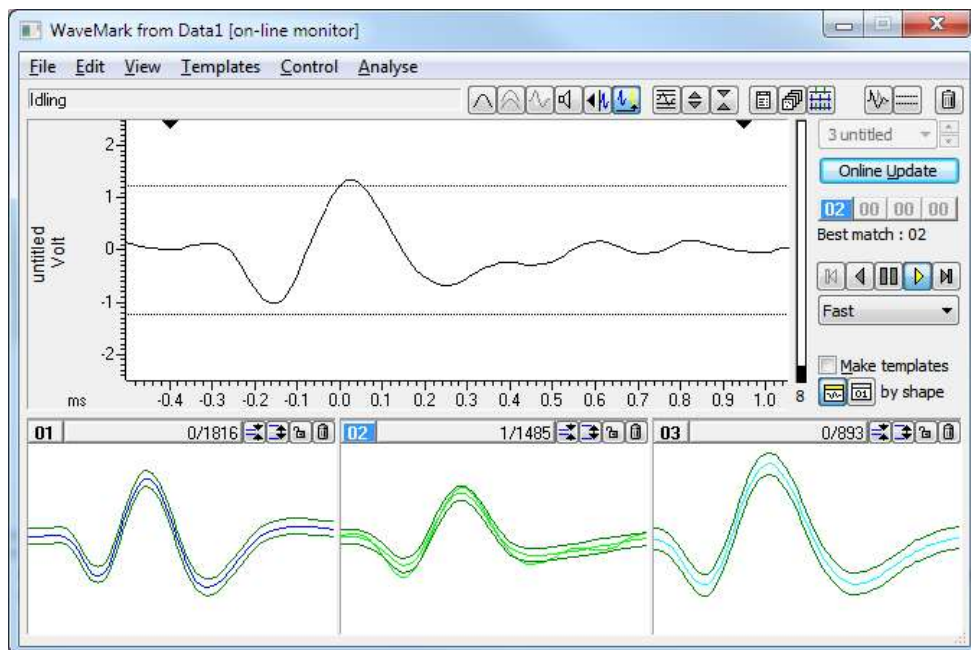 WaveMark from Data1 [on-line monitor]
File Edit View Templates Control Analyse
Idling
3 untitled
Online Update
02 00 00 00
Best match : 02
Fast
Make templates
01 by shape
untitled
Volt
2
1
0
-1
-2
ms -0.4 -0.3 -0.2 -0.1 0.0 0.1 0.2 0.3 0.4 0.5 0.6 0.7 0.8 0.9 1.0 8
01 0/1816 02 1/1485 03 0/893